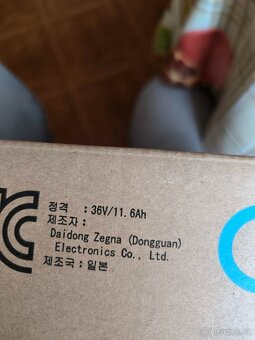 정격 : 36V/11.6Ah
제조자 :
Daidong Zegna (Dongguan)
Electronics Co., Ltd.
제조국 : 일본